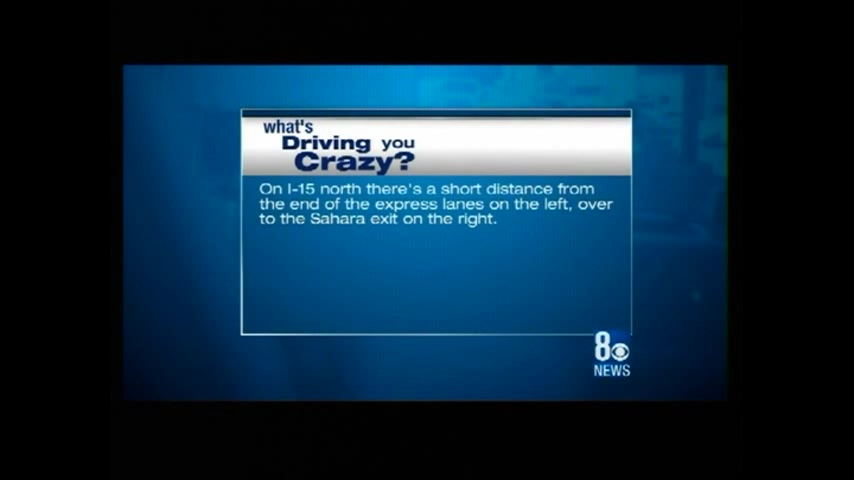 what's
Driving you
Crazy?
On I-15 north there's a short distance from
the end of the express lanes on the left, over
to the Sahara exit on the right.
8
NEWS